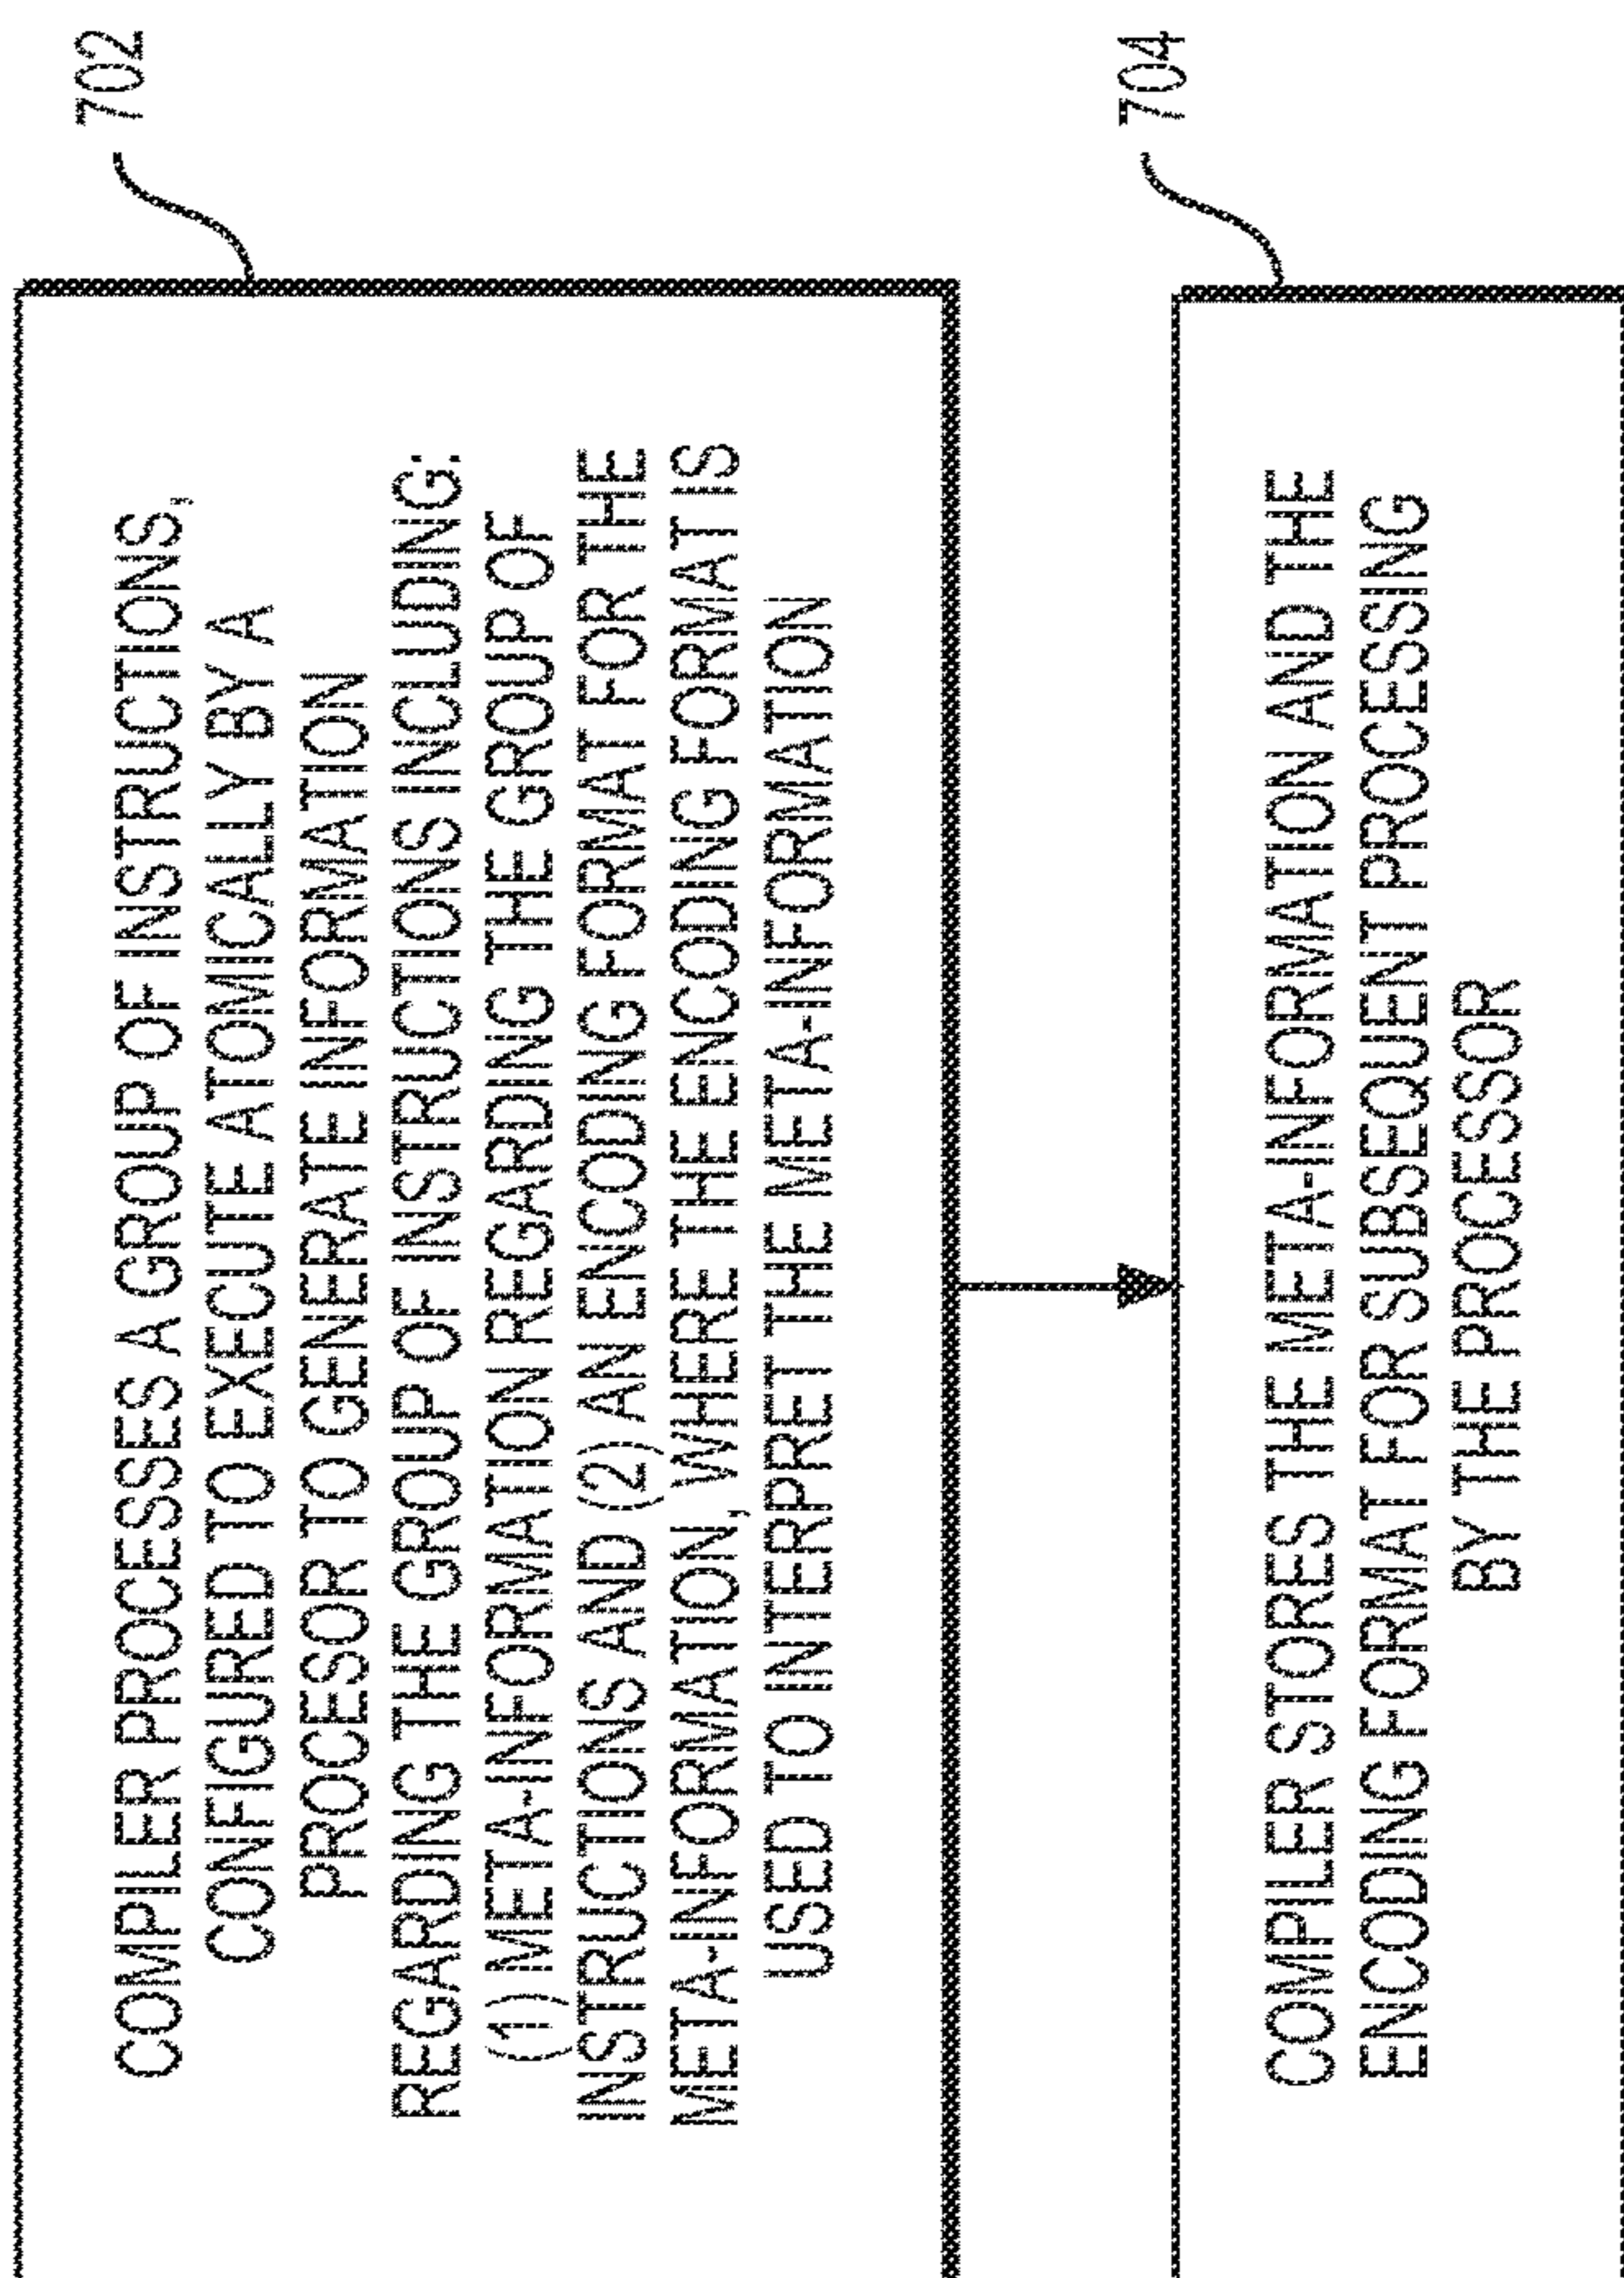 COMPILER PROCESSES A GROUP OF INSTRUCTIONS,
CONFIGURED TO EXECUTE ATOMICALLY BY A
PROCESOR TO GENERATE INFORMATION
REGARDING THE GROUP OF INSTRUCTIONS INCLUDING:
(1) META-INFORMATION REGARDING THE GROUP OF
INSTRUCTIONS AND (2) AN ENCODING FORMAT FOR THE
META-INFORMATION, WHERE THE ENCODING FORMAT IS
USED TO INTERPRET THE META-INFORMATION
702
COMPILER STORES THE META-INFORMATION AND THE
ENCODING FORMAT FOR SUBSEQUENT PROCESSING
BY THE PROCESSOR
704